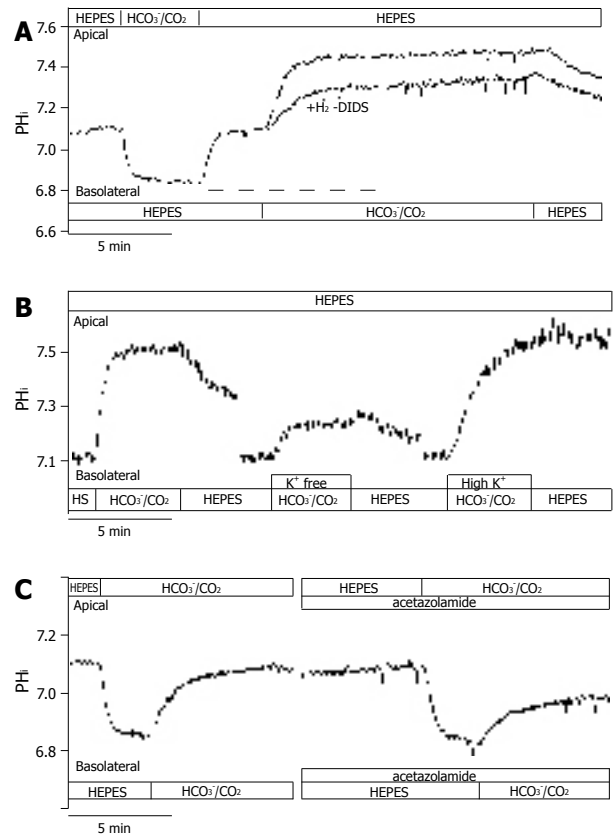 A
HEPES HCO₃⁻/CO₂ HEPES
Apical
7.6
7.4
7.2
7.0
6.8
6.6
PHi
+H₂ -DIDS
Basolateral
HEPES HCO₃⁻/CO₂ HEPES
5 min
B
HEPES
Apical
7.5
7.3
7.1
PHi
Basolateral
K⁺ free High K⁺
HS HCO₃⁻/CO₂ HEPES HCO₃⁻/CO₂ HEPES HCO₃⁻/CO₂ HEPES
5 min
C
HEPES HCO₃⁻/CO₂ HEPES HCO₃⁻/CO₂
Apical acetazolamide
7.2
7.0
6.8
PHi
Basolateral acetazolamide
HEPES HCO₃⁻/CO₂ HEPES HCO₃⁻/CO₂
5 min